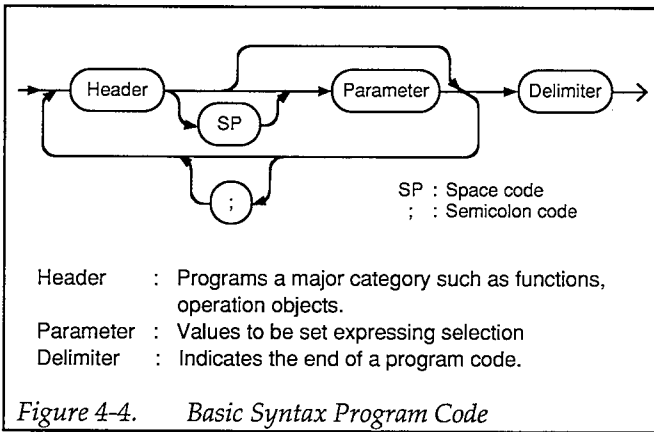 Header
Parameter
Delimiter
SP
;
SP : Space code
; : Semicolon code
Header : Programs a major category such as functions,
operation objects.
Parameter : Values to be set expressing selection
Delimiter : Indicates the end of a program code.
Figure 4-4. Basic Syntax Program Code